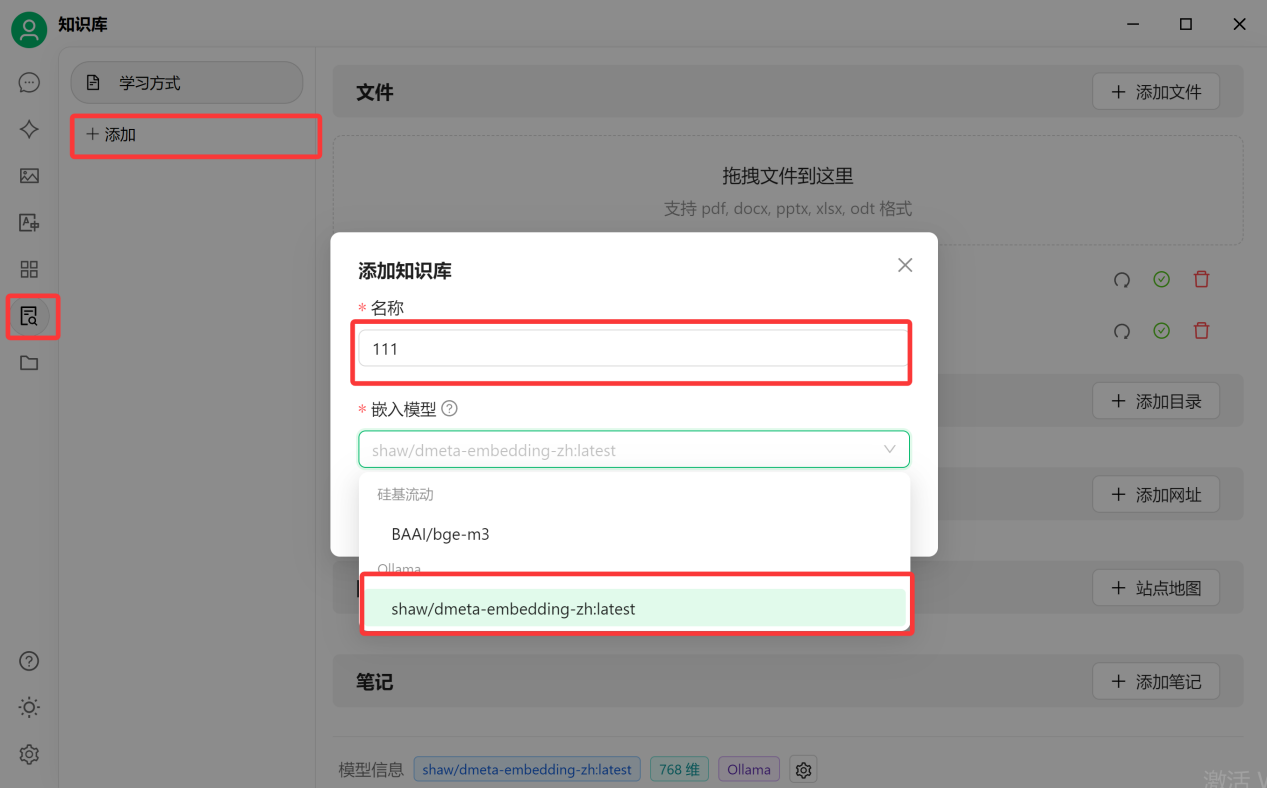 知识库
学习方式
添加
文件
添加文件
拖拽文件到这里
支持 pdf, docx, pptx, xlsx, odt 格式
添加知识库
* 名称
111
* 嵌入模型
shaw/dmeta-embedding-zh:latest
硅基流动
BAAI/bge-m3
Ollama
shaw/dmeta-embedding-zh:latest
添加目录
添加网址
站点地图
笔记
添加笔记
模型信息 shaw/dmeta-embedding-zh:latest 768 维 Ollama
激活